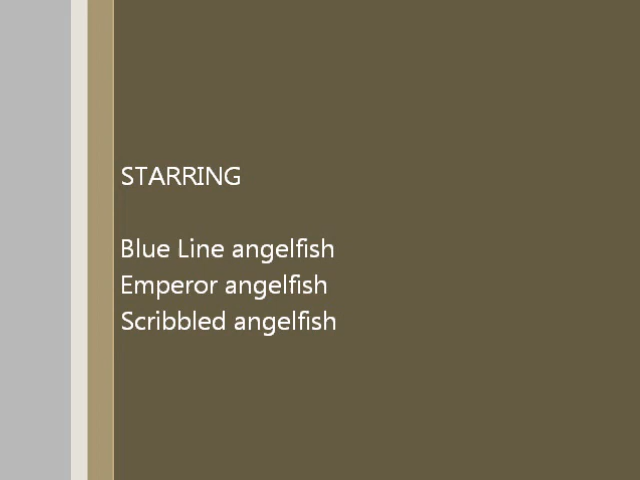 STARRING
Blue Line angelfish
Emperor angelfish
Scribbled angelfish